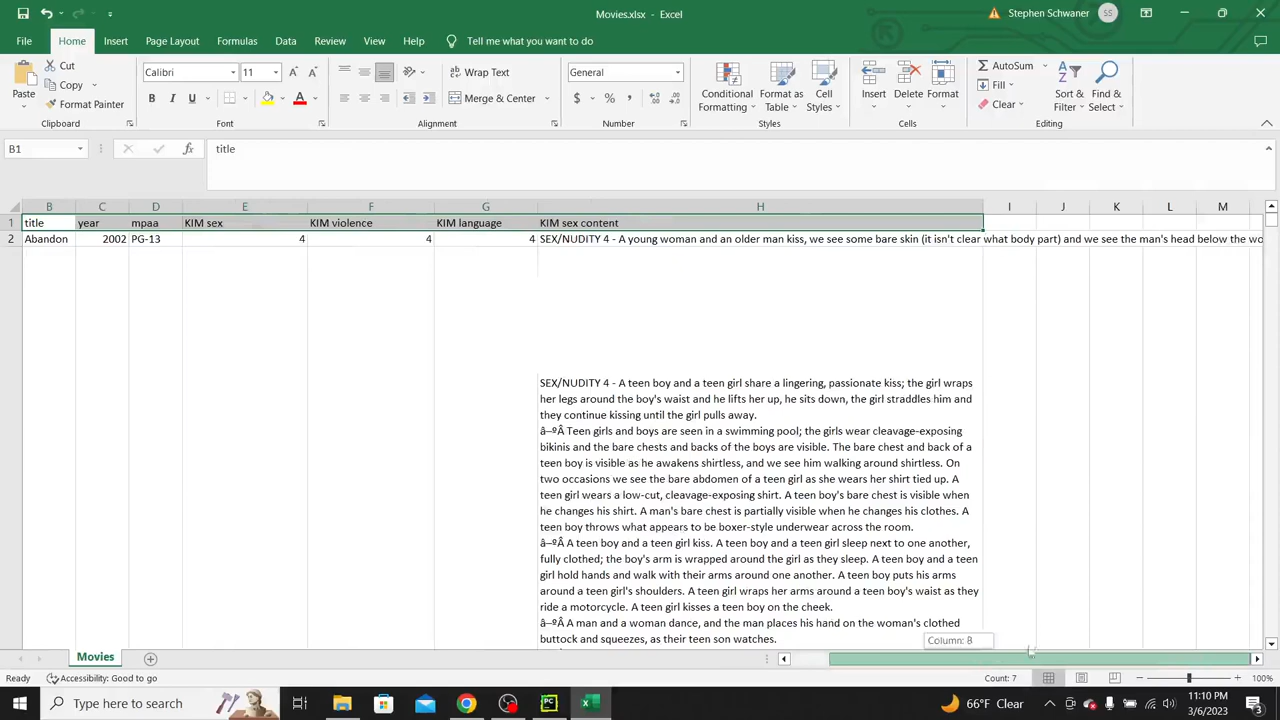 Movies.xlsx - Excel
Stephen Schwaner SS
File Home Insert Page Layout Formulas Data Review View Help Tell me what you want to do
Paste
Cut
Copy
Format Painter
Clipboard
Calibri 11
B I U
Font
Wrap Text
Merge & Center
Alignment
General
$ % ,
Number
Conditional Formatting
Format as Table
Cell Styles
Styles
Insert Delete Format
Cells
AutoSum
Fill
Clear
Sort & Filter
Find & Select
Editing
B1 fx title
B C D E F G H I J K L M
1 title year mpaa KIM sex KIM violence KIM language KIM sex content
2 Abandon 2002 PG-13 4 4 4 SEX/NUDITY 4 - A young woman and an older man kiss, we see some bare skin (it isn't clear what body part) and we see the man's head below the wo
SEX/NUDITY 4 - A teen boy and a teen girl share a lingering, passionate kiss; the girl wraps
her legs around the boy's waist and he lifts her up, he sits down, the girl straddles him and
they continue kissing until the girl pulls away.
â–ºÂ Teen girls and boys are seen in a swimming pool; the girls wear cleavage-exposing
bikinis and the bare chests and backs of the boys are visible. The bare chest and back of a
teen boy is visible as he awakens shirtless, and we see him walking around shirtless. On
two occasions we see the bare abdomen of a teen girl as she wears her shirt tied up. A
teen girl wears a low-cut, cleavage-exposing shirt. A teen boy's bare chest is visible when
he changes his shirt. A man's bare chest is partially visible when he changes his clothes. A
teen boy throws what appears to be boxer-style underwear across the room.
â–ºÂ A teen boy and a teen girl kiss. A teen boy and a teen girl sleep next to one another,
fully clothed; the boy's arm is wrapped around the girl as they sleep. A teen boy and a teen
girl hold hands and walk with their arms around one another. A teen boy puts his arms
around a teen girl's shoulders. A teen girl wraps her arms around a teen boy's waist as they
ride a motorcycle. A teen girl kisses a teen boy on the cheek.
â–ºÂ A man and a woman dance, and the man places his hand on the woman's clothed
buttock and squeezes, as their teen son watches.
Column: B
Movies
Ready Accessibility: Good to go Count: 7 100%
Type here to search
66°F Clear
11:10 PM
3/6/2023